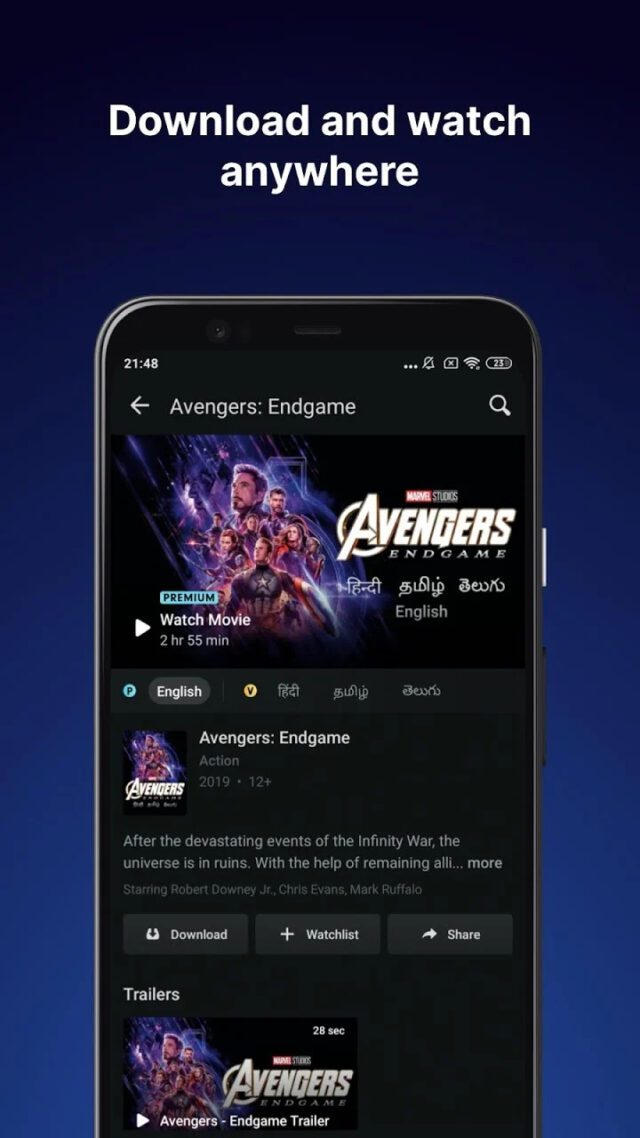 Download and watch
anywhere
21:48
23
Avengers: Endgame
MARVEL STUDIOS
AVENGERS
ENDGAME
हिन्दी தமிழ் తెలుగు
English
PREMIUM
Watch Movie
2 hr 55 min
P English V हिंदी தமிழ் తెలుగు
Avengers: Endgame
Action
2019 • 12+
AVENGERS
ENDGAME
After the devastating events of the Infinity War, the
universe is in ruins. With the help of remaining alli... more
Starring Robert Downey Jr., Chris Evans, Mark Ruffalo
Download + Watchlist Share
Trailers
28 sec
MARVEL STUDIOS
AVENGERS
ENDGAME
Avengers - Endgame Trailer